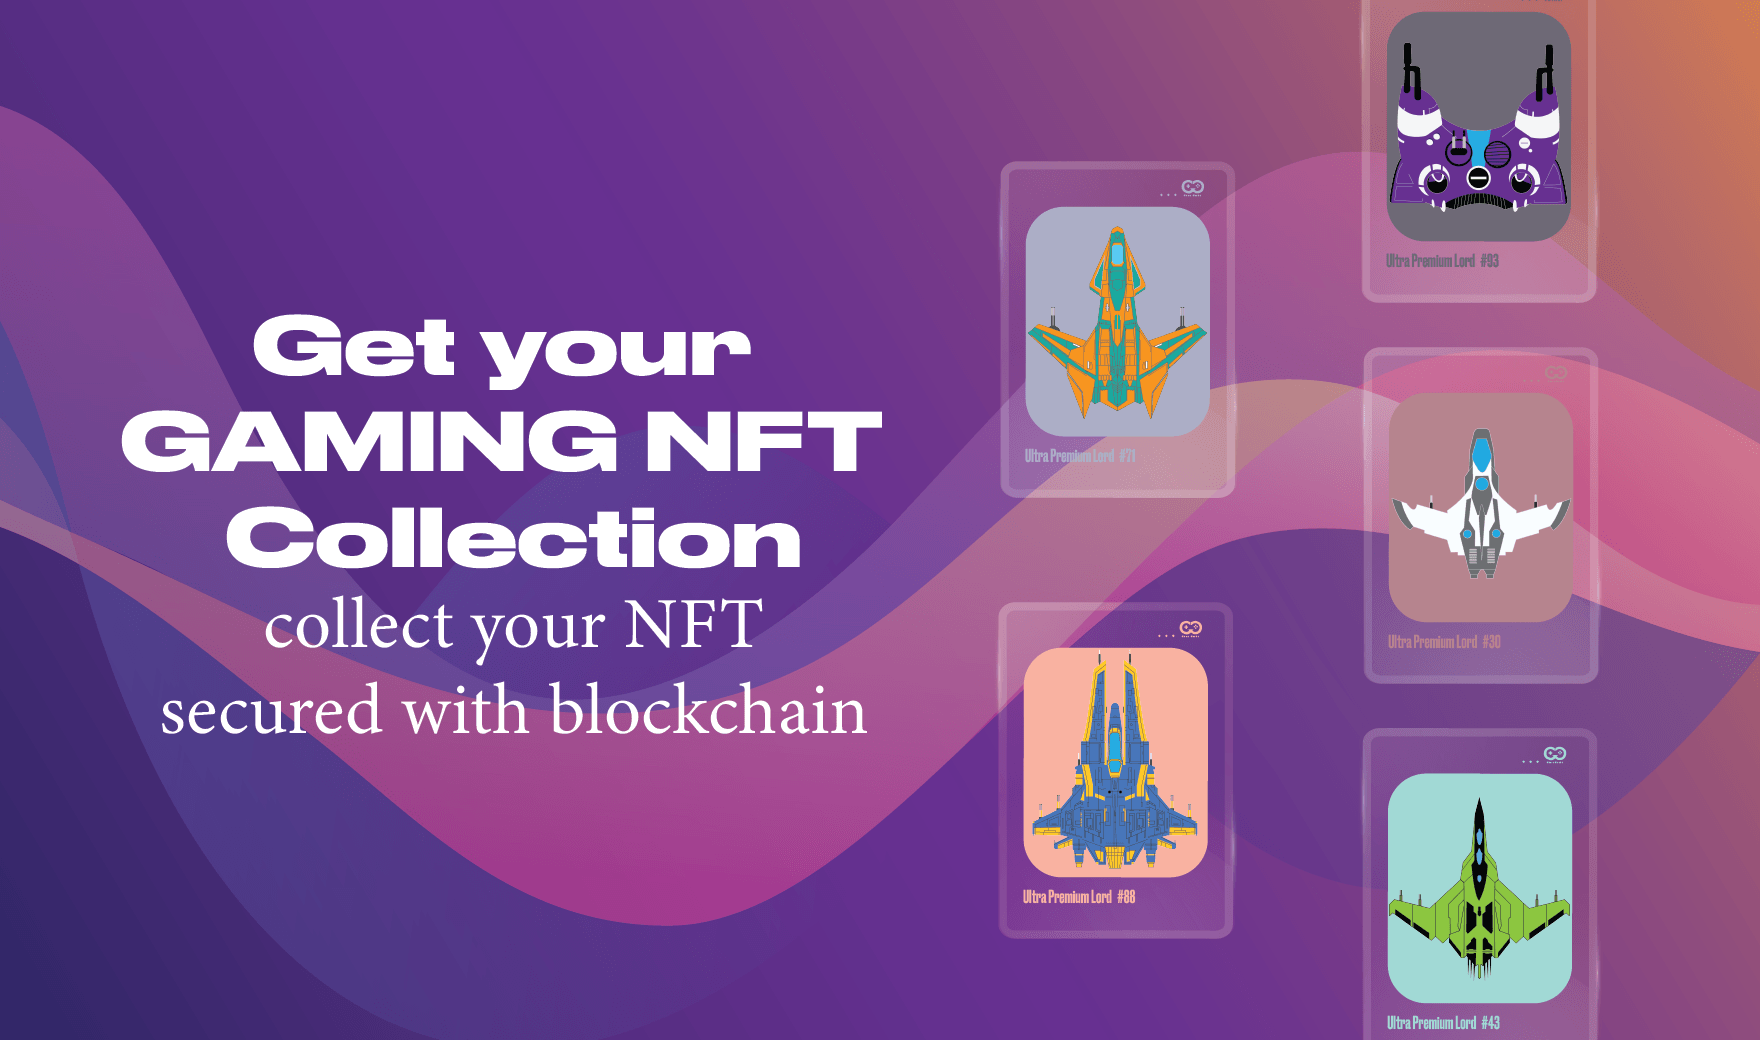 Get your
GAMING NFT
Collection
collect your NFT
secured with blockchain
Ultra Premium Lord #71
Ultra Premium Lord #88
Ultra Premium Lord #93
Ultra Premium Lord #30
Ultra Premium Lord #43